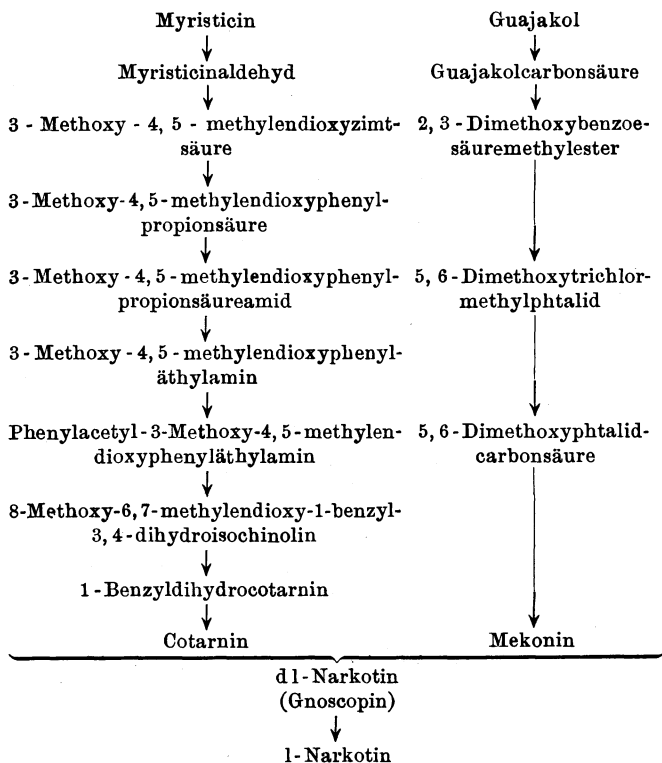 Myristicin
Myristicinaldehyd
3 - Methoxy - 4, 5 - methylendioxyzimt-
säure
3 - Methoxy - 4, 5 - methylendioxyphenyl-
propionsäure
3 - Methoxy - 4, 5 - methylendioxyphenyl-
propionsäureamid
3 - Methoxy - 4, 5 - methylendioxyphenyl-
äthylamin
Phenylacetyl-3-Methoxy-4, 5-methylen-
dioxyphenyläthylamin
8-Methoxy-6, 7-methylendioxy-1-benzyl-
3, 4-dihydroisochinolin
1 - Benzyldihydrocotarnin
Cotarnin
Guajakol
Guajakolcarbonsäure
2, 3 - Dimethoxybenzoe-
säuremethylester
5, 6 - Dimethoxytrichlor-
methylphtalid
5, 6 - Dimethoxyphtalid-
carbonsäure
Mekonin
dl-Narkotin
(Gnoscopin)
l-Narkotin